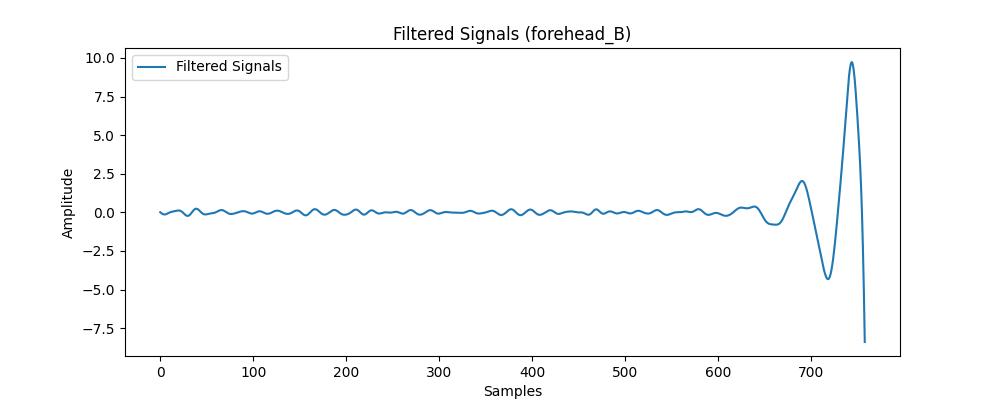 Filtered Signals (forehead_B)
Filtered Signals
10.0
7.5
5.0
2.5
0.0
−2.5
−5.0
−7.5
Amplitude
0 100 200 300 400 500 600 700
Samples